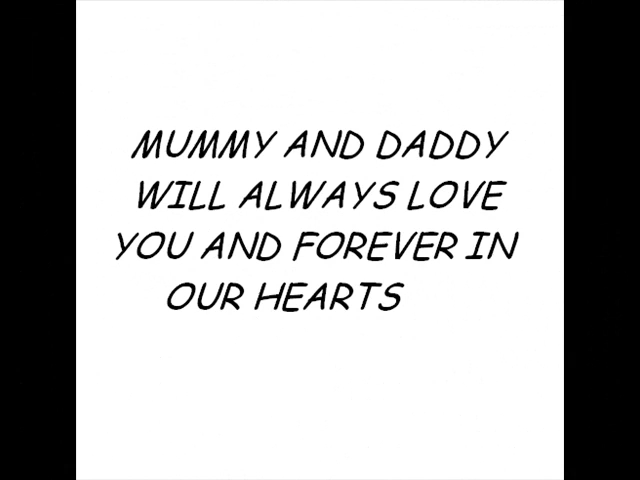 MUMMY AND DADDY
WILL ALWAYS LOVE
YOU AND FOREVER IN
OUR HEARTS